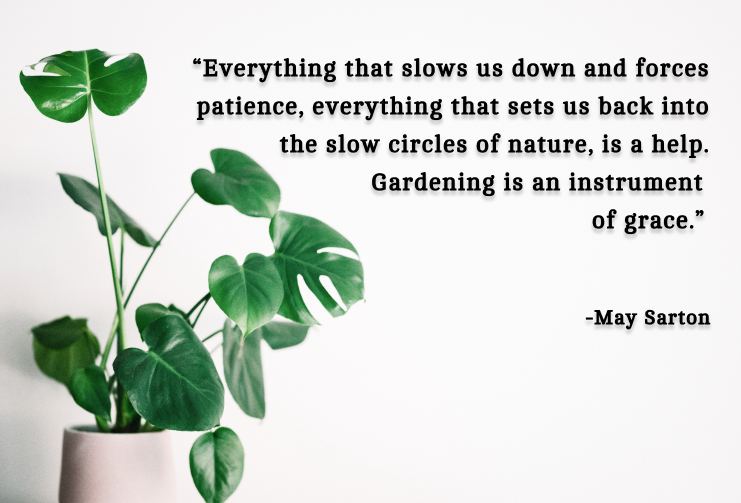 “Everything that slows us down and forces
patience, everything that sets us back into
the slow circles of nature, is a help.
Gardening is an instrument
of grace.”
-May Sarton